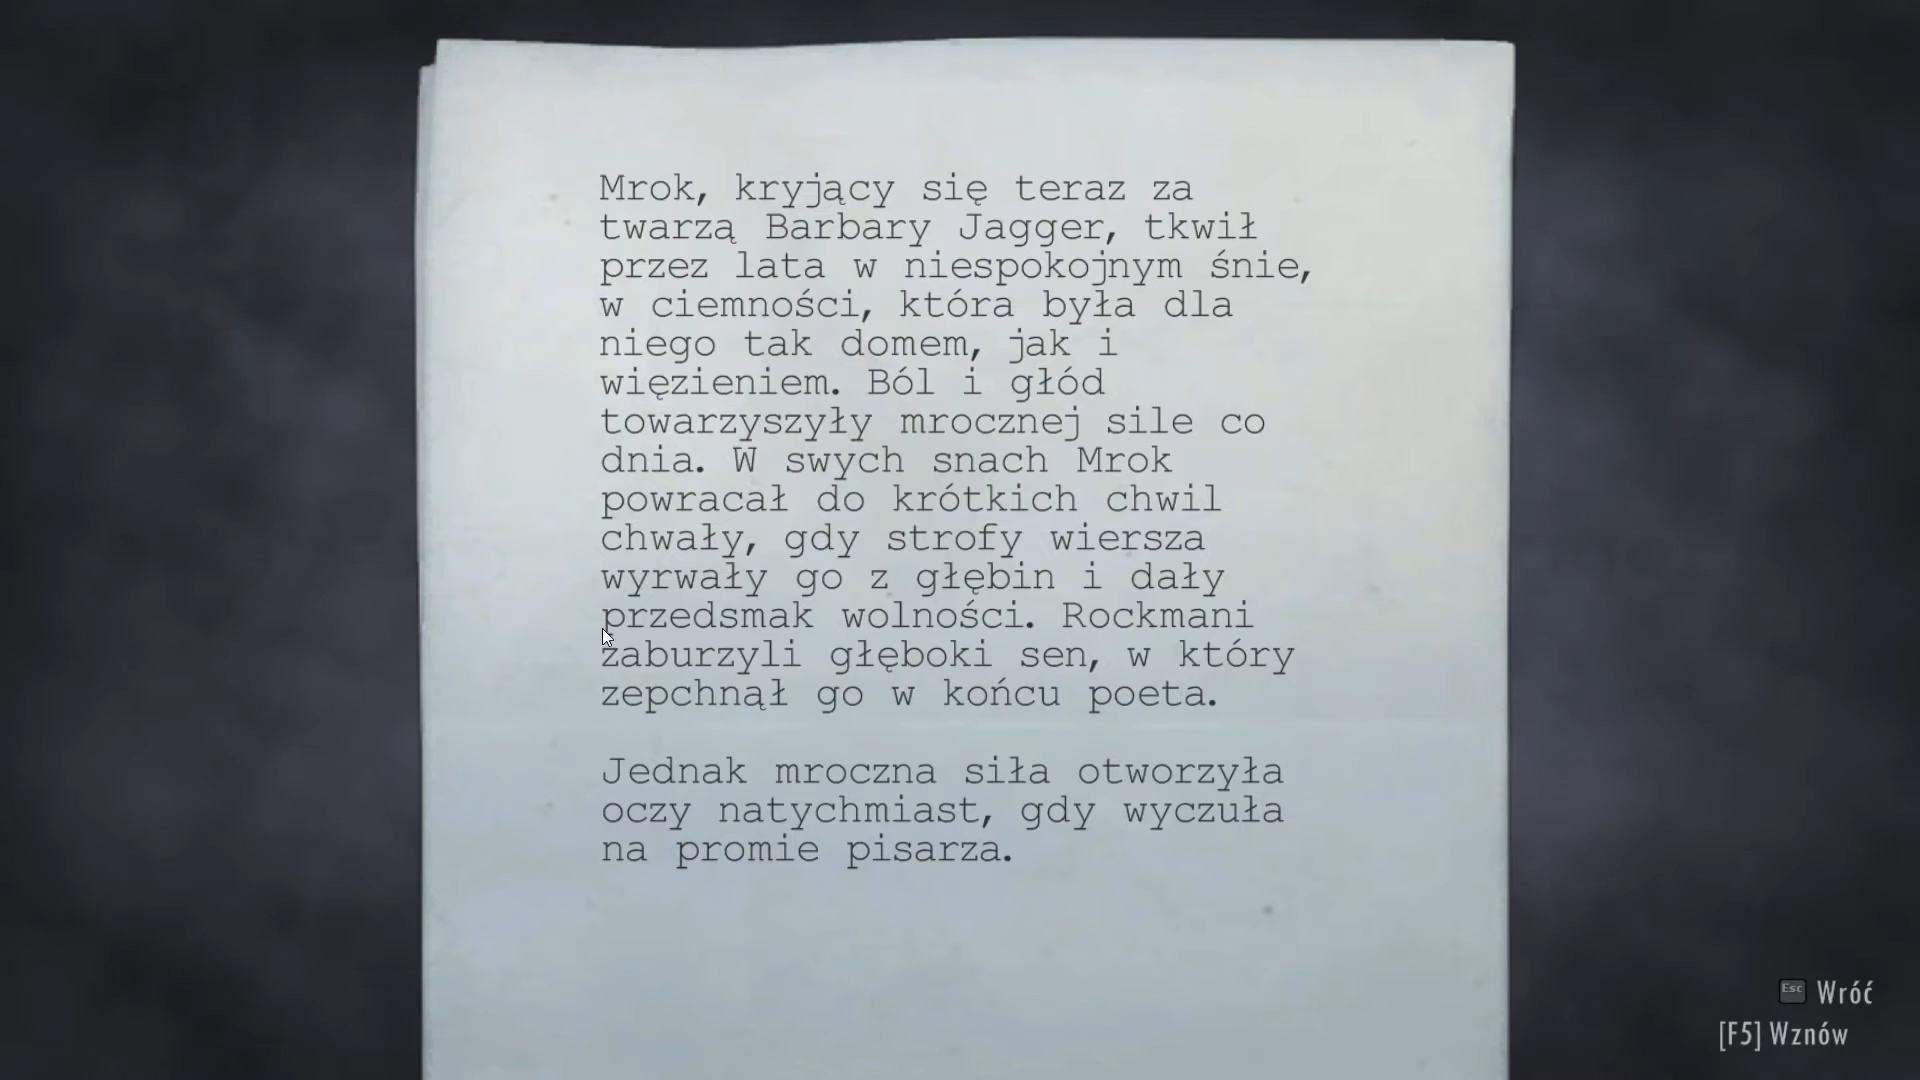 Mrok, kryjący się teraz za
twarzą Barbary Jagger, tkwił
przez lata w niespokojnym śnie,
w ciemności, która była dla
niego tak domem, jak i
więzieniem. Ból i głód
towarzyszyły mrocznej sile co
dnia. W swych snach Mrok
powracał do krótkich chwil
chwały, gdy strofy wiersza
wyrwały go z głębin i dały
przedsmak wolności. Rockmani
zaburzyli głęboki sen, w który
zepchnął go w końcu poeta.
Jednak mroczna siła otworzyła
oczy natychmiast, gdy wyczuła
na promie pisarza.
Esc Wróć
[F5] Wznów